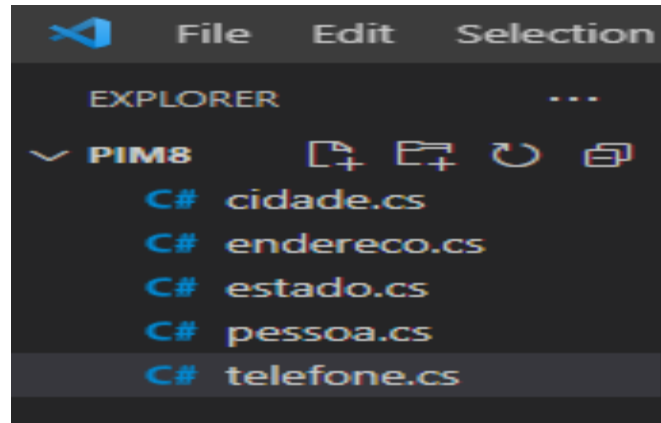 File Edit Selection
EXPLORER ...
PIM8
C# cidade.cs
C# endereco.cs
C# estado.cs
C# pessoa.cs
C# telefone.cs